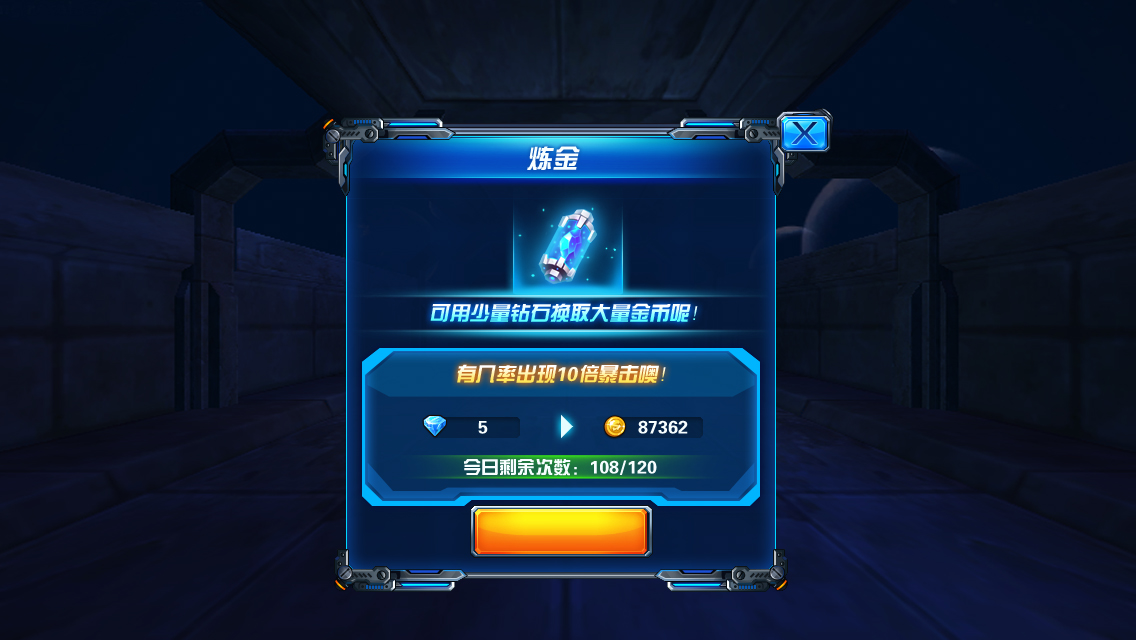 炼金
可用少量钻石换取大量金币呢!
有几率出现10倍暴击噢!
5
87362
今日剩余次数：108/120